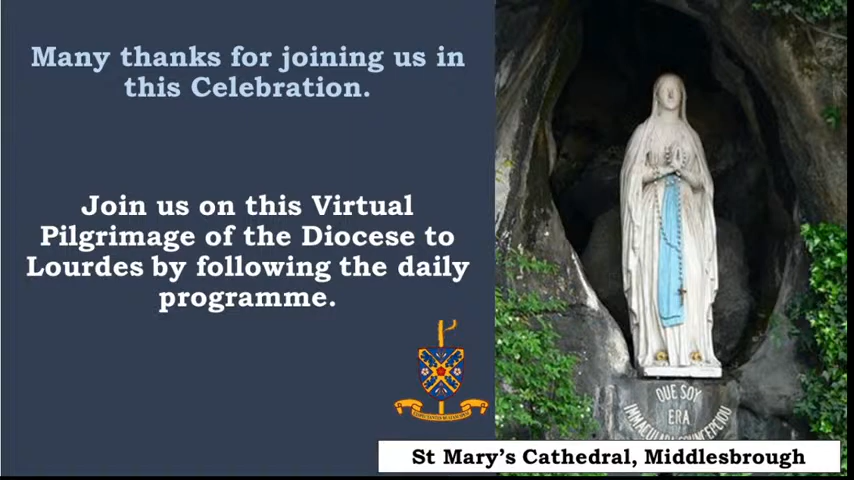 Many thanks for joining us in
this Celebration.
Join us on this Virtual
Pilgrimage of the Diocese to
Lourdes by following the daily
programme.
QUE SOY
ERA
IMMACULADA COUNCEPCIOU
St Mary's Cathedral, Middlesbrough